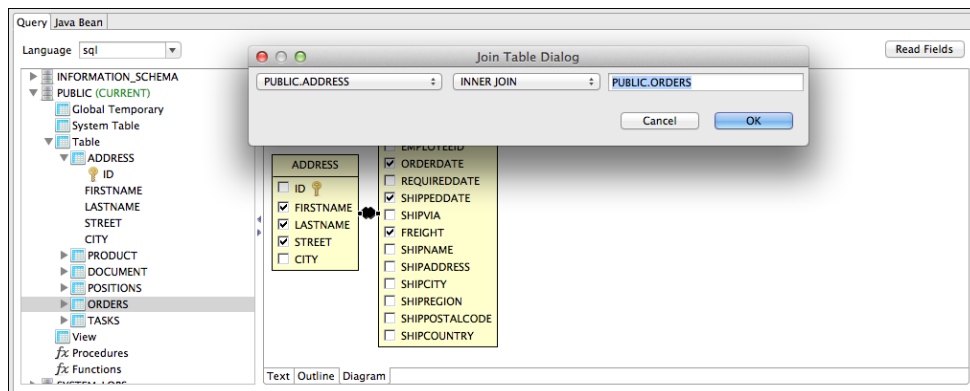 Query Java Bean
Language sql
Read Fields
Join Table Dialog
PUBLIC.ADDRESS INNER JOIN PUBLIC.ORDERS
Cancel OK
INFORMATION_SCHEMA
PUBLIC (CURRENT)
Global Temporary
System Table
Table
ADDRESS
ID
FIRSTNAME
LASTNAME
STREET
CITY
PRODUCT
DOCUMENT
POSITIONS
ORDERS
TASKS
View
fx Procedures
fx Functions
ADDRESS
ID
FIRSTNAME
LASTNAME
STREET
CITY
EMPLOYEEID
ORDERDATE
REQUIREDDATE
SHIPPEDDATE
SHIPVIA
FREIGHT
SHIPNAME
SHIPADDRESS
SHIPCITY
SHIPREGION
SHIPPOSTALCODE
SHIPCOUNTRY
Text Outline Diagram